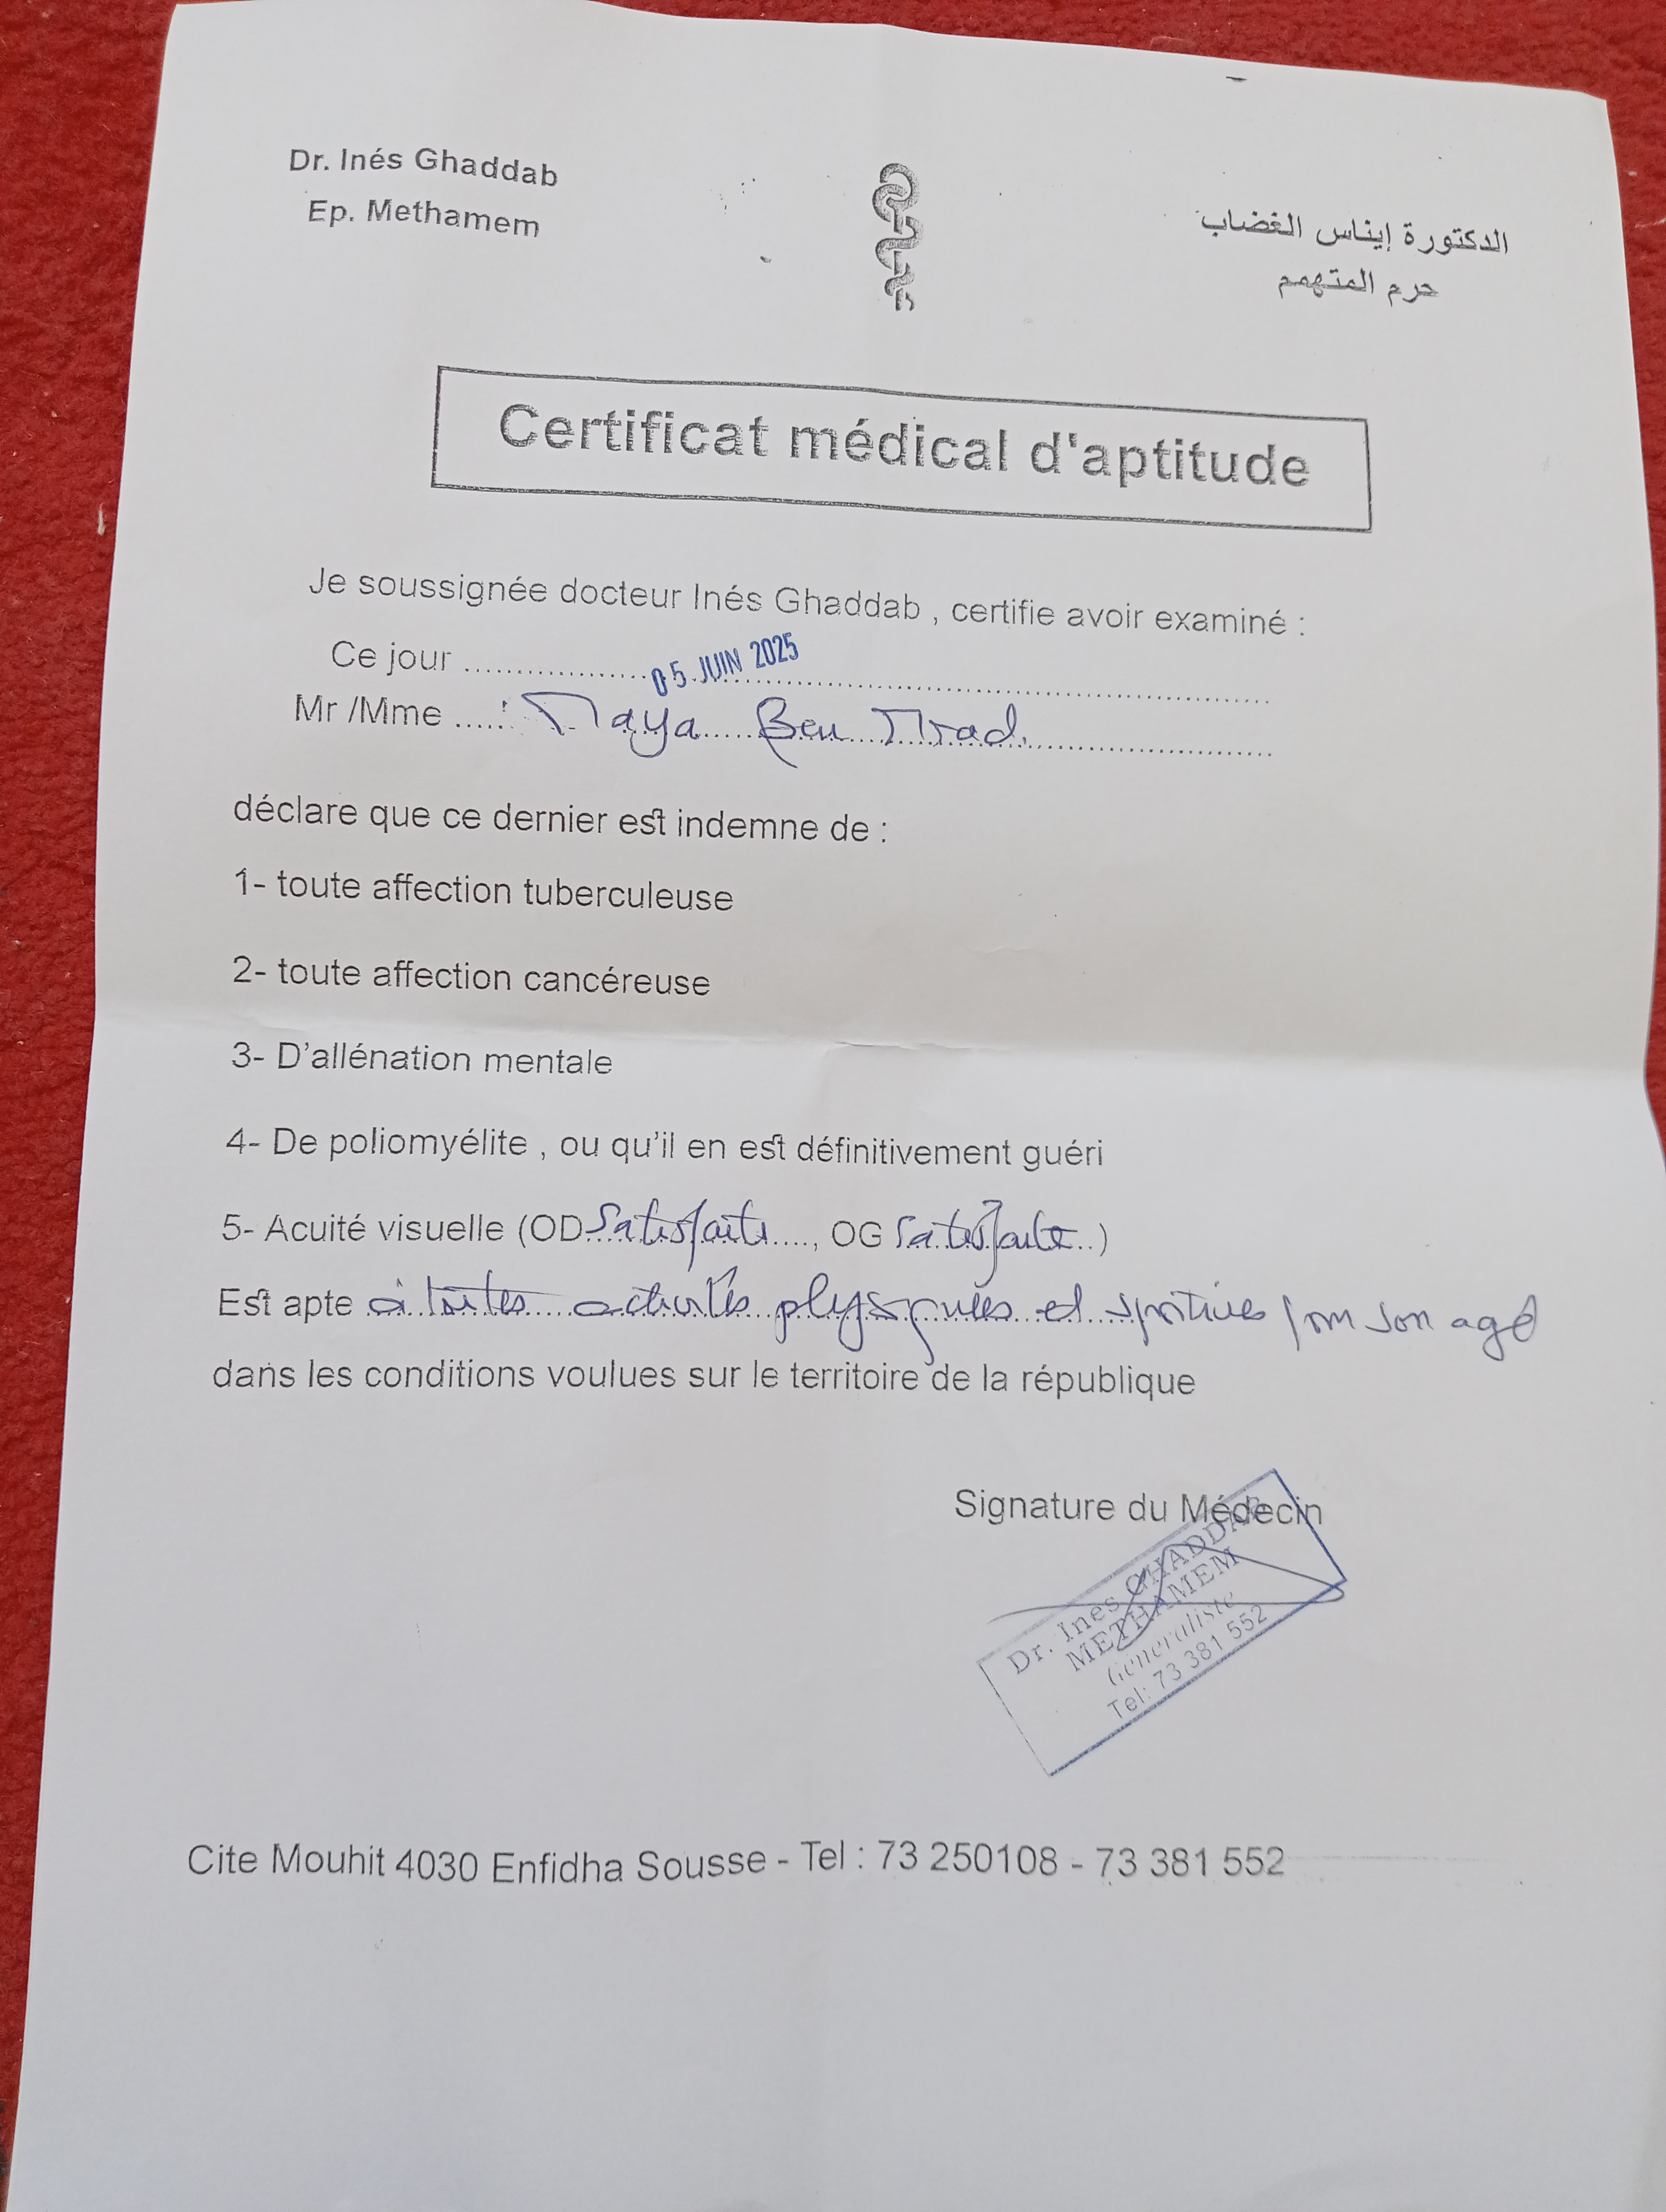 Dr. Inés Ghaddab
Ep. Methamem
الدكتورة إيناس الغضاب
حرم المتهمم
Certificat médical d'aptitude
Je soussignée docteur Inés Ghaddab , certifie avoir examiné :
Ce jour 05 JUIN 2025
Mr /Mme : Maya Ben Mrad.
déclare que ce dernier est indemne de :
1- toute affection tuberculeuse
2- toute affection cancéreuse
3- D'allénation mentale
4- De poliomyélite , ou qu'il en est définitivement guéri
5- Acuité visuelle (OD Satisfaite, OG Satisfaite)
Est apte à toutes activités physiques et sportives pour son age
dans les conditions voulues sur le territoire de la république
Signature du Médecin
Dr. Ines GHADDAB
METHAMEM
Généraliste
Tel: 73 381 552
Cite Mouhit 4030 Enfidha Sousse - Tel : 73 250108 - 73 381 552